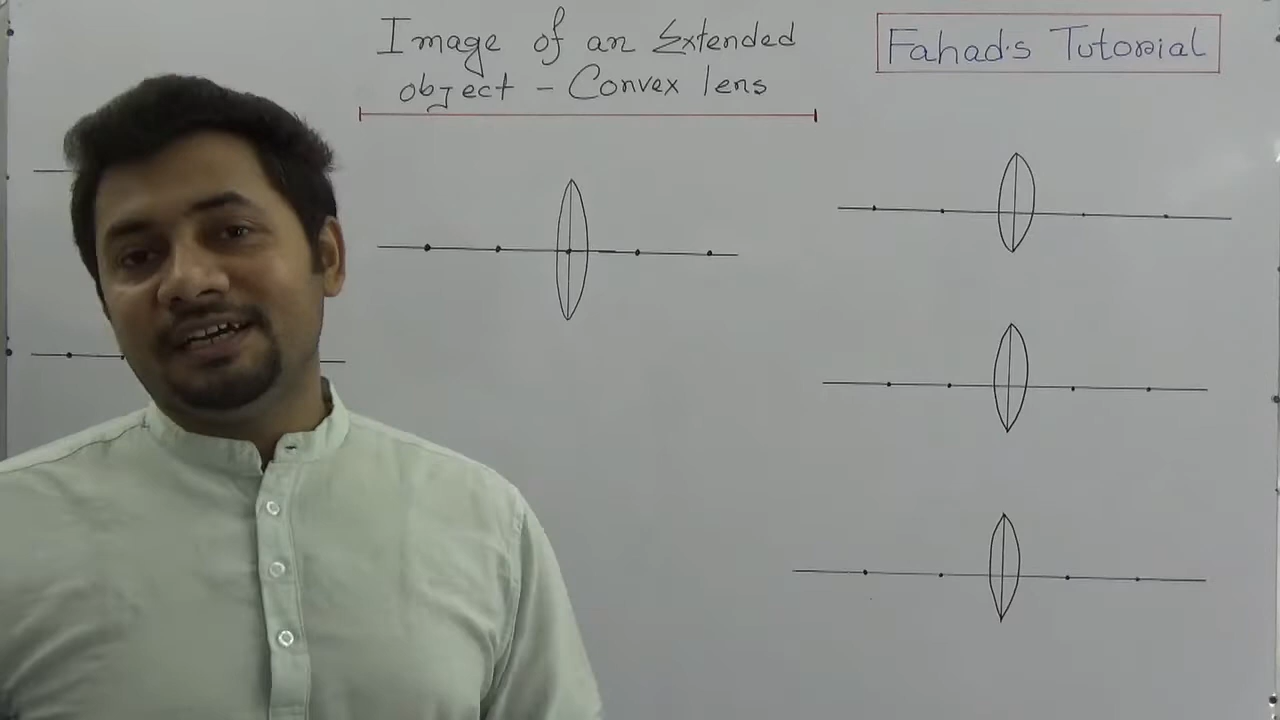 Image of an Extended
object - Convex lens
Fahad's Tutorial